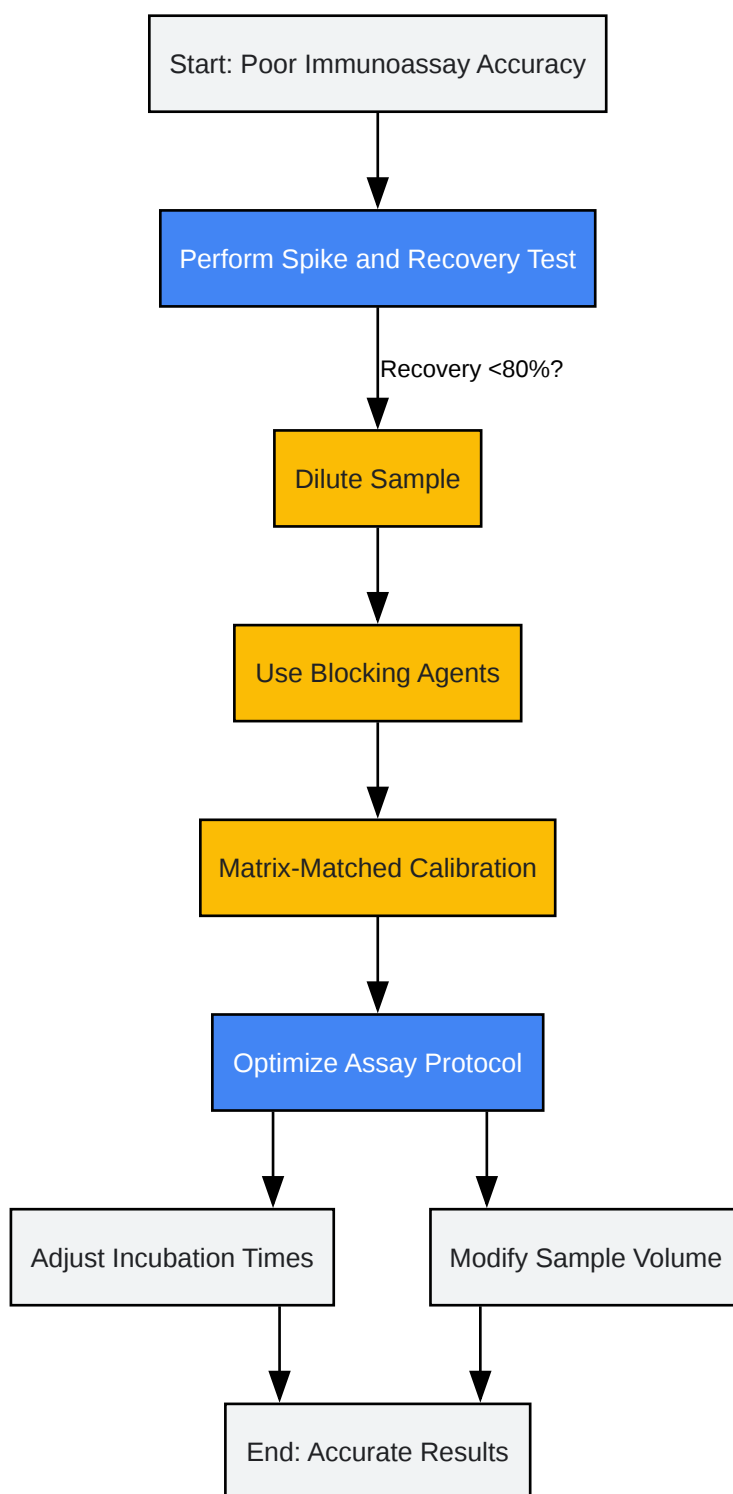 Start: Poor Immunoassay Accuracy
Perform Spike and Recovery Test
Recovery <80%?
Dilute Sample
Use Blocking Agents
Matrix-Matched Calibration
Optimize Assay Protocol
Adjust Incubation Times
Modify Sample Volume
End: Accurate Results